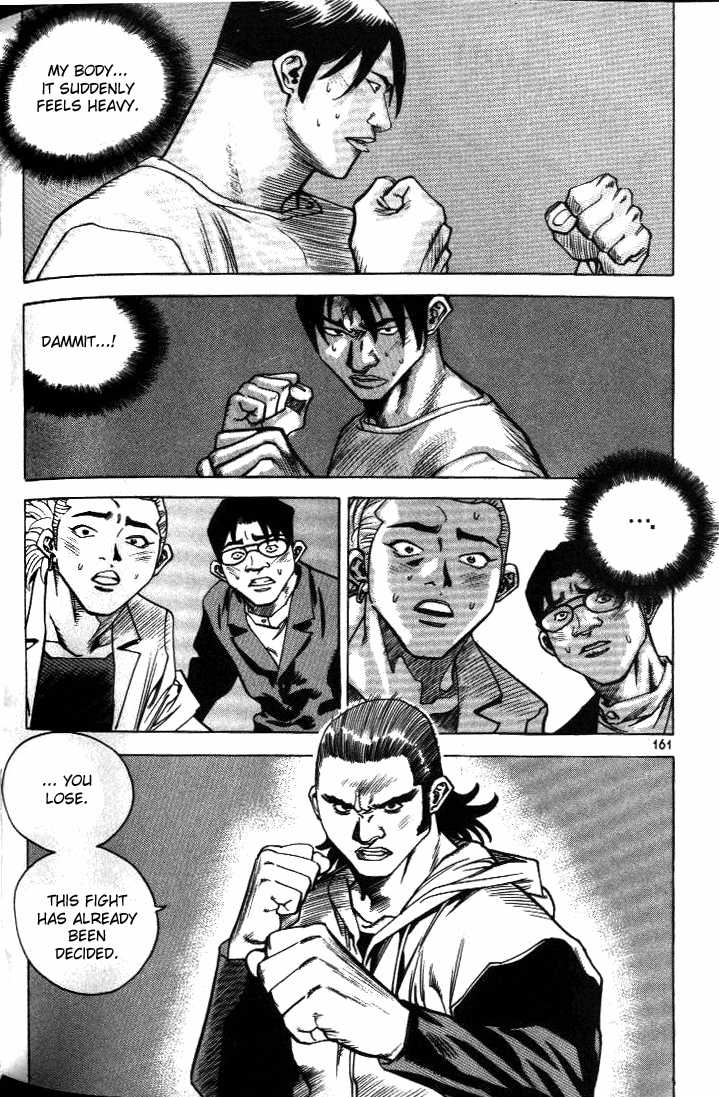 MY BODY...
IT SUDDENLY
FEELS HEAVY.
DAMMIT...!
...
161
... YOU
LOSE.
THIS FIGHT
HAS ALREADY
BEEN
DECIDED.